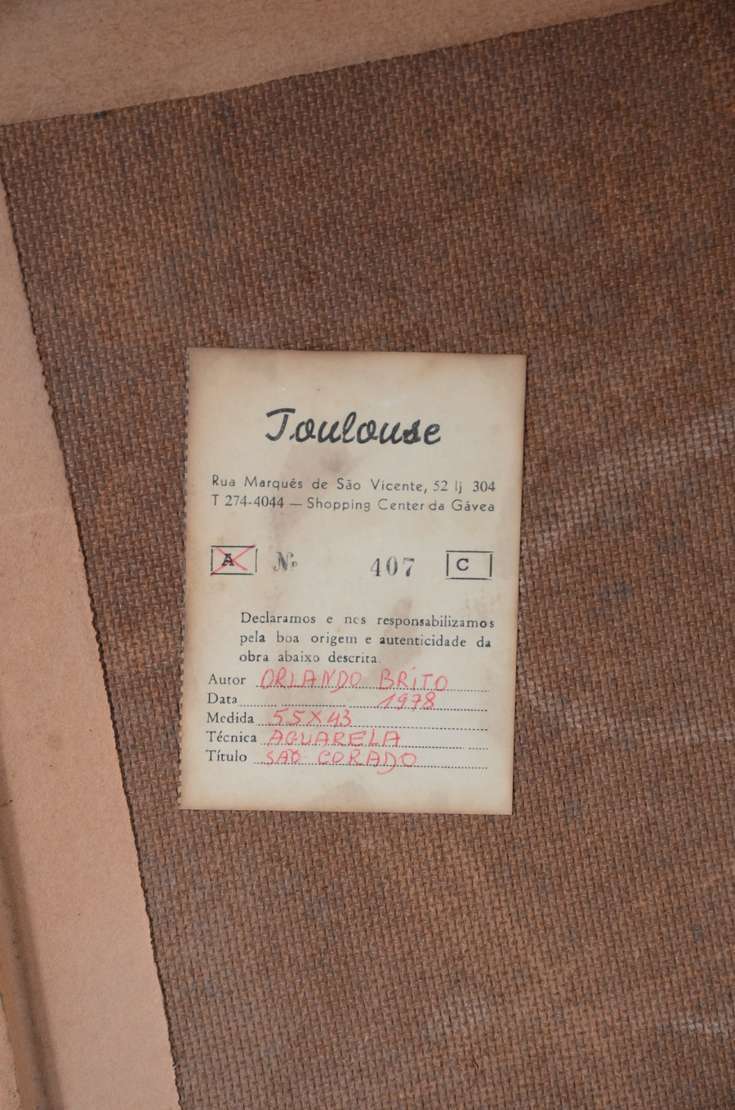 Toulouse
Rua Marquês de São Vicente, 52 lj 304
T 274-4044 — Shopping Center da Gávea
A Nº 407 C
Declaramos e nos responsabilizamos
pela boa origem e autenticidade da
obra abaixo descrita.
Autor ORLANDO BRITO
Data 1978
Medida 55X43
Técnica AGUARELA
Título SAO CORADO